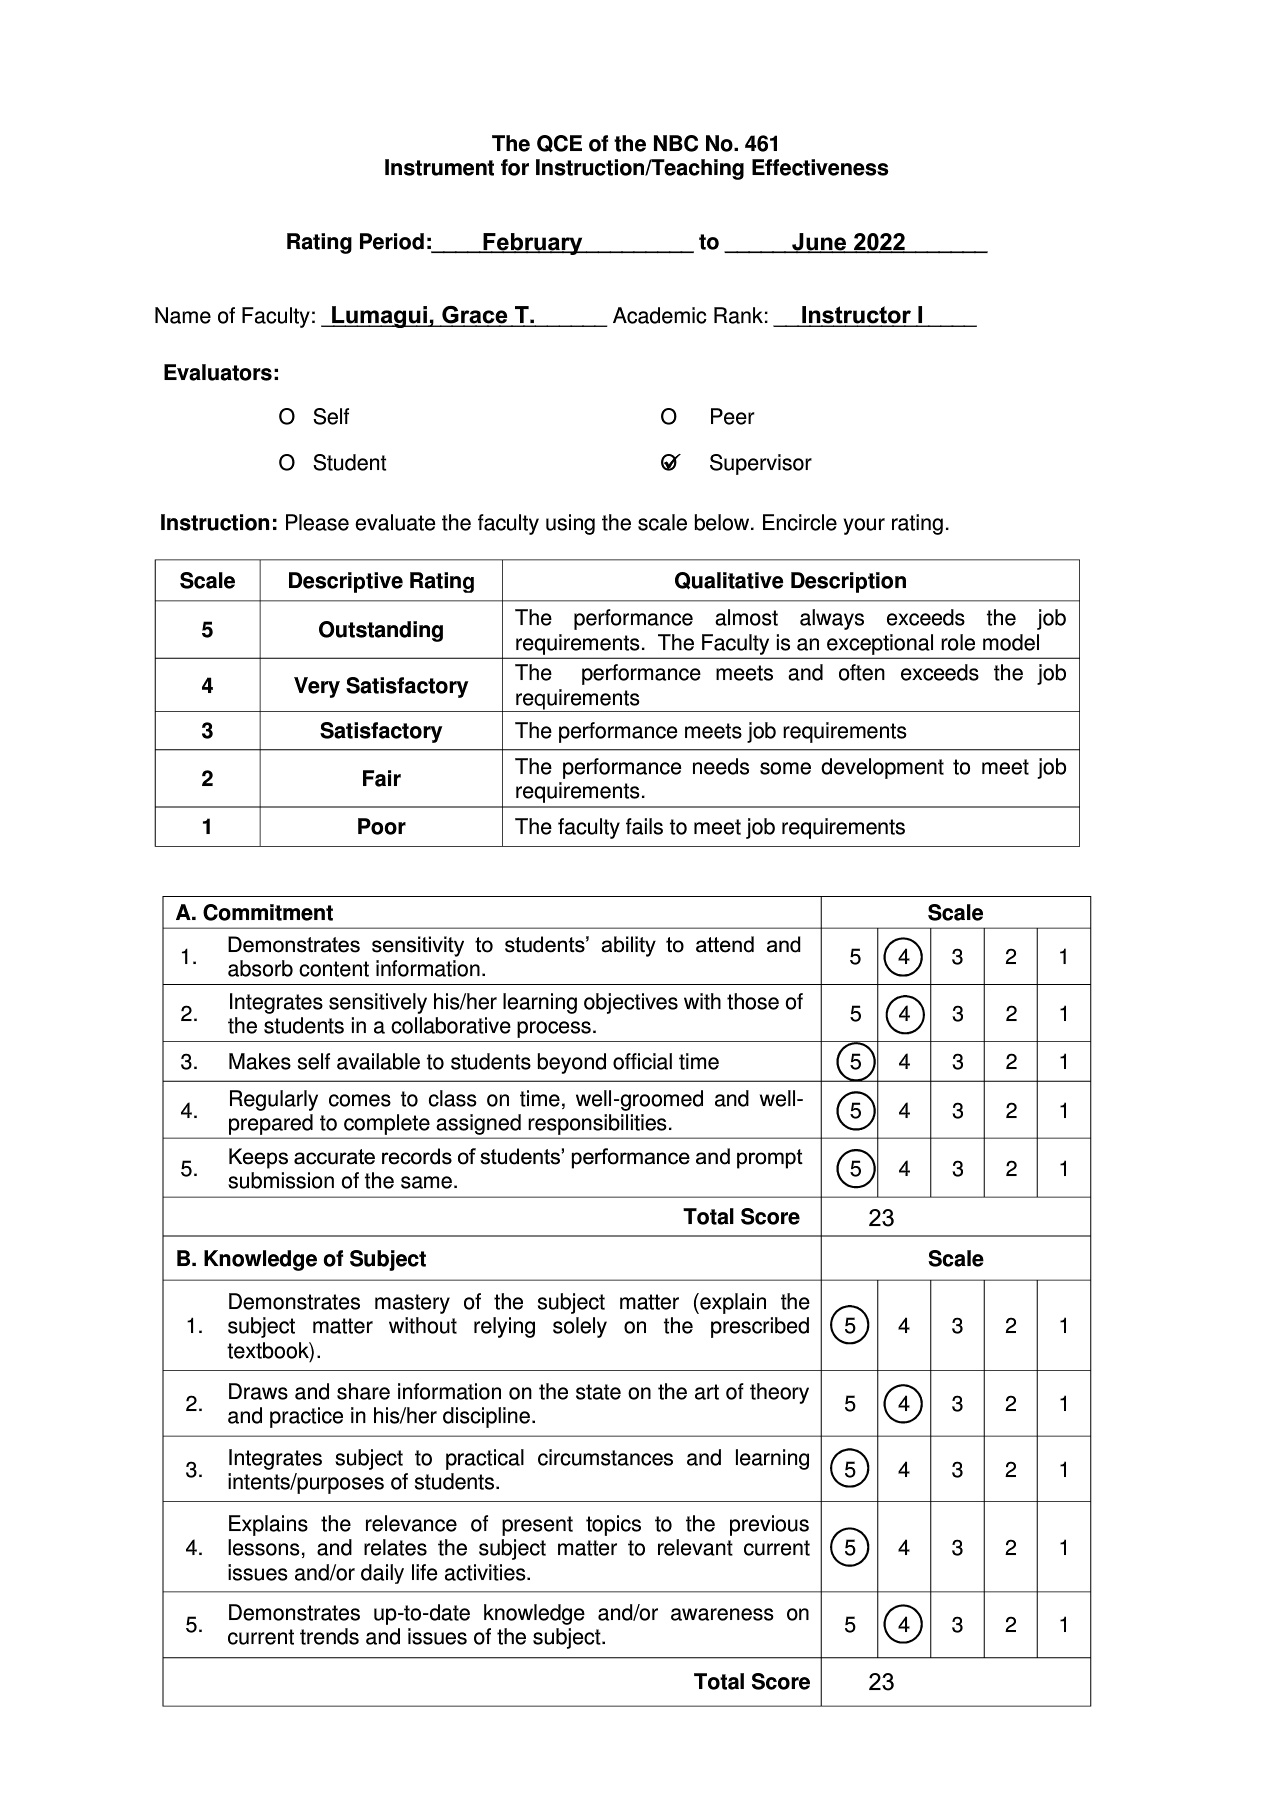 The QCE of the NBC No. 461
Instrument for Instruction/Teaching Effectiveness
Rating Period: February to June 2022
Name of Faculty: Lumagui, Grace T. Academic Rank: Instructor I
Evaluators:
O Self O Peer
O Student O Supervisor
Instruction: Please evaluate the faculty using the scale below. Encircle your rating.
Scale Descriptive Rating Qualitative Description
5 Outstanding The performance almost always exceeds the job
requirements. The Faculty is an exceptional role model
4 Very Satisfactory The performance meets and often exceeds the job
requirements
3 Satisfactory The performance meets job requirements
2 Fair The performance needs some development to meet job
requirements.
1 Poor The faculty fails to meet job requirements
A. Commitment Scale
1. Demonstrates sensitivity to students’ ability to attend and
absorb content information. 5 4 3 2 1
2. Integrates sensitively his/her learning objectives with those of
the students in a collaborative process. 5 4 3 2 1
3. Makes self available to students beyond official time 5 4 3 2 1
4. Regularly comes to class on time, well-groomed and well-
prepared to complete assigned responsibilities. 5 4 3 2 1
5. Keeps accurate records of students’ performance and prompt
submission of the same. 5 4 3 2 1
Total Score 23
B. Knowledge of Subject Scale
Demonstrates mastery of the subject matter (explain the
1. subject matter without relying solely on the prescribed 5 4 3 2 1
textbook).
2. Draws and share information on the state on the art of theory
and practice in his/her discipline. 5 4 3 2 1
3. Integrates subject to practical circumstances and learning
intents/purposes of students. 5 4 3 2 1
Explains the relevance of present topics to the previous
4. lessons, and relates the subject matter to relevant current 5 4 3 2 1
issues and/or daily life activities.
5. Demonstrates up-to-date knowledge and/or awareness on
current trends and issues of the subject. 5 4 3 2 1
Total Score 23